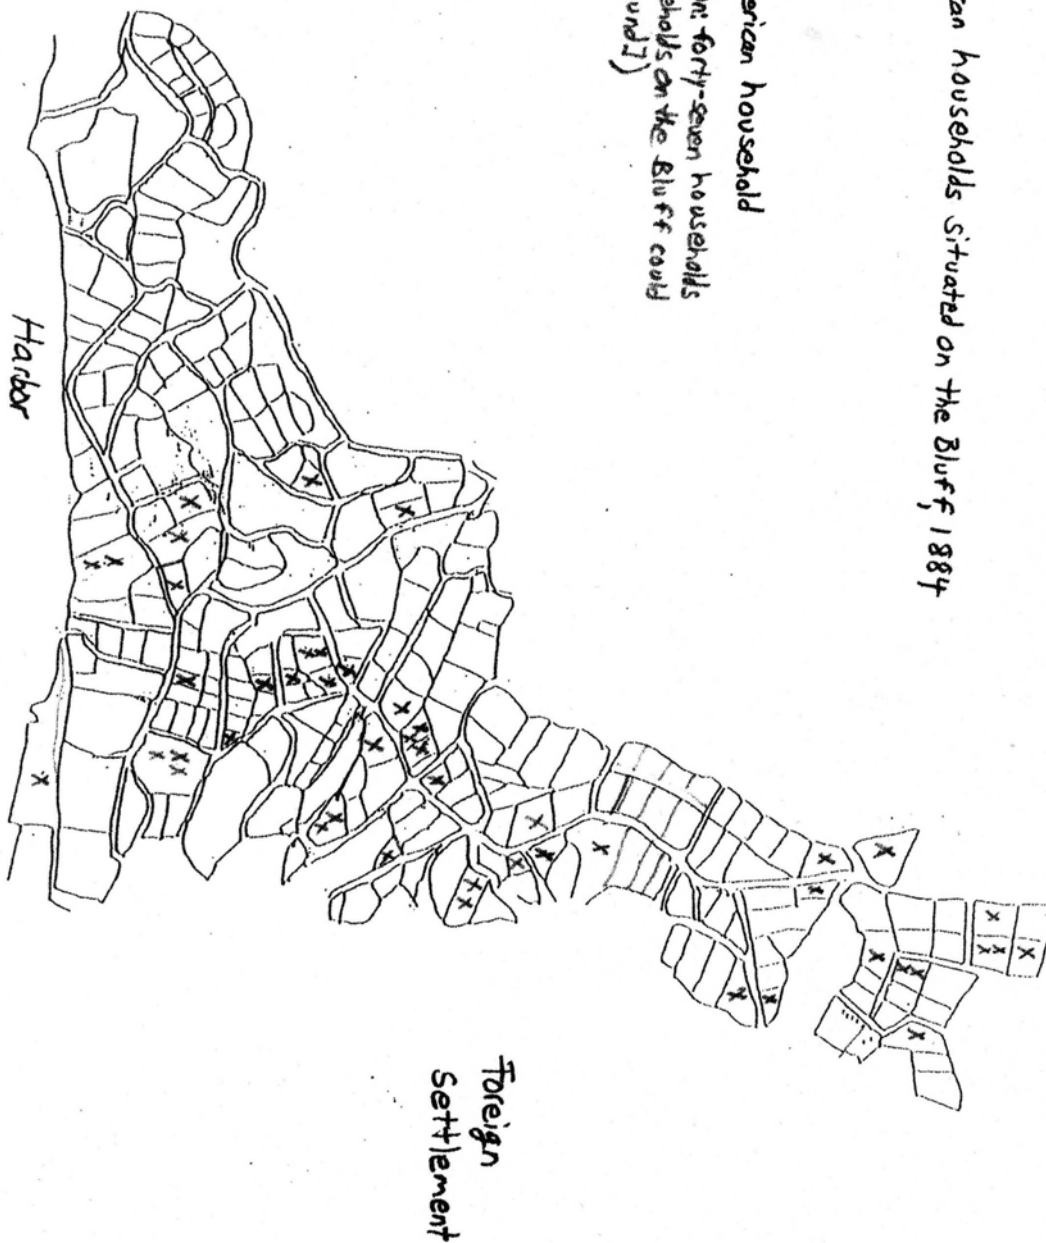 can households situated on the Bluff, 1884
erican household
n: forty-seven households
eholds on the Bluff could
und])
Harbor
Foreign
Settlement